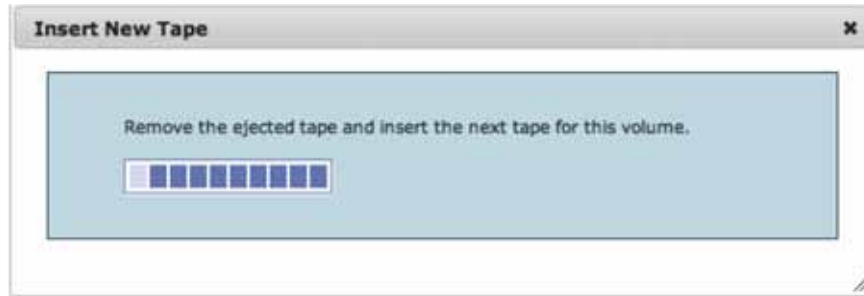 Insert New Tape
Remove the ejected tape and insert the next tape for this volume.